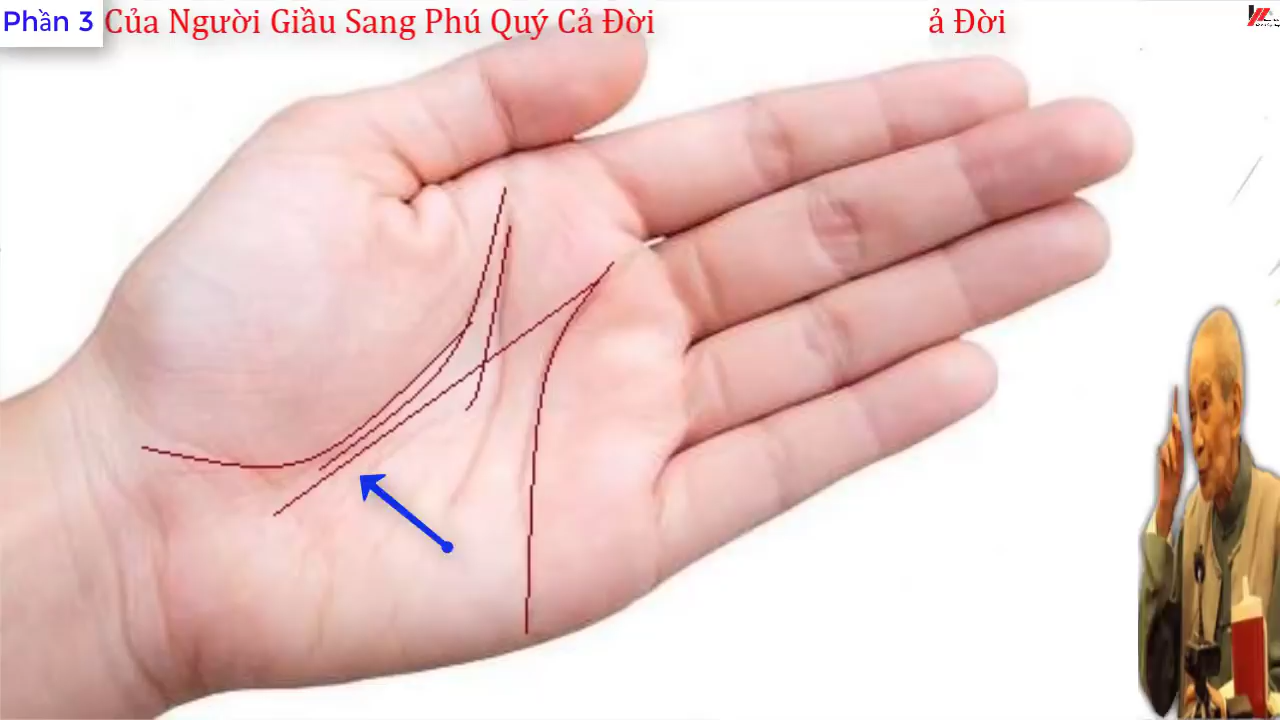 Phần 3 Của Người Giầu Sang Phú Quý Cả Đời ả Đời